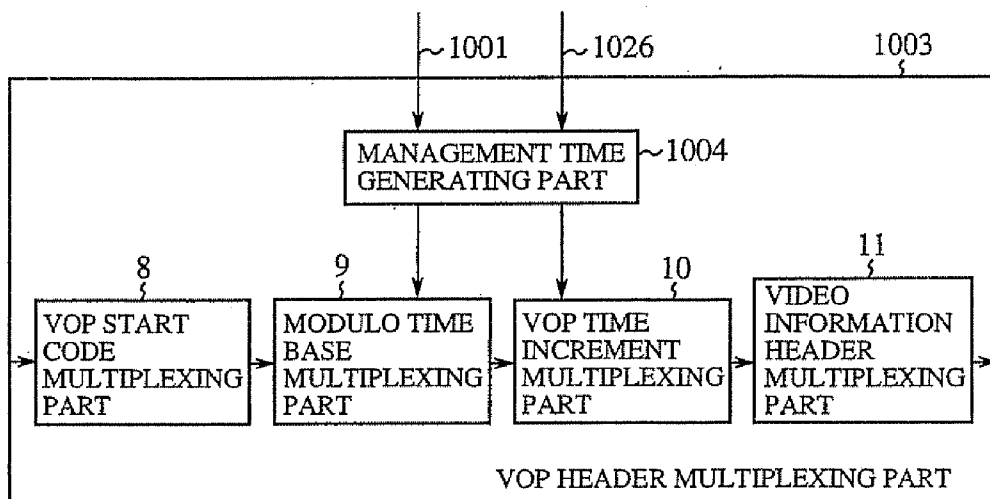 1001
1026
1003
MANAGEMENT TIME
GENERATING PART
1004
8
9
10
11
VOP START
CODE
MULTIPLEXING
PART
MODULO TIME
BASE
MULTIPLEXING
PART
VOP TIME
INCREMENT
MULTIPLEXING
PART
VIDEO
INFORMATION
HEADER
MULTIPLEXING
PART
VOP HEADER MULTIPLEXING PART